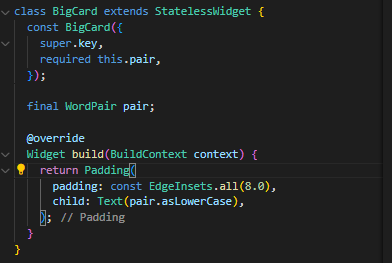 class BigCard extends StatelessWidget {
  const BigCard({
    super.key,
    required this.pair,
  });

  final WordPair pair;

  @override
  Widget build(BuildContext context) {
    return Padding(
      padding: const EdgeInsets.all(8.0),
      child: Text(pair.asLowerCase),
    ); // Padding
  }
}